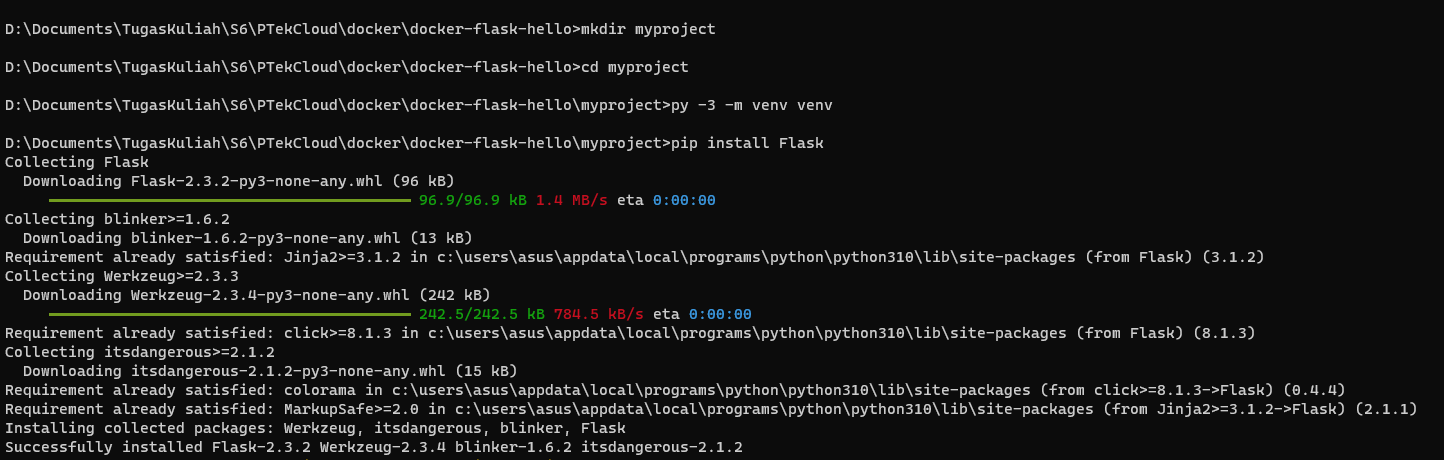 D:\Documents\TugasKuliah\S6\PTekCloud\docker\docker-flask-hello>mkdir myproject
D:\Documents\TugasKuliah\S6\PTekCloud\docker\docker-flask-hello>cd myproject
D:\Documents\TugasKuliah\S6\PTekCloud\docker\docker-flask-hello\myproject>py -3 -m venv venv
D:\Documents\TugasKuliah\S6\PTekCloud\docker\docker-flask-hello\myproject>pip install Flask
Collecting Flask
  Downloading Flask-2.3.2-py3-none-any.whl (96 kB)
96.9/96.9 kB 1.4 MB/s eta 0:00:00
Collecting blinker>=1.6.2
  Downloading blinker-1.6.2-py3-none-any.whl (13 kB)
Requirement already satisfied: Jinja2>=3.1.2 in c:\users\asus\appdata\local\programs\python\python310\lib\site-packages (from Flask) (3.1.2)
Collecting Werkzeug>=2.3.3
  Downloading Werkzeug-2.3.4-py3-none-any.whl (242 kB)
242.5/242.5 kB 784.5 kB/s eta 0:00:00
Requirement already satisfied: click>=8.1.3 in c:\users\asus\appdata\local\programs\python\python310\lib\site-packages (from Flask) (8.1.3)
Collecting itsdangerous>=2.1.2
  Downloading itsdangerous-2.1.2-py3-none-any.whl (15 kB)
Requirement already satisfied: colorama in c:\users\asus\appdata\local\programs\python\python310\lib\site-packages (from click>=8.1.3->Flask) (0.4.4)
Requirement already satisfied: MarkupSafe>=2.0 in c:\users\asus\appdata\local\programs\python\python310\lib\site-packages (from Jinja2>=3.1.2->Flask) (2.1.1)
Installing collected packages: Werkzeug, itsdangerous, blinker, Flask
Successfully installed Flask-2.3.2 Werkzeug-2.3.4 blinker-1.6.2 itsdangerous-2.1.2